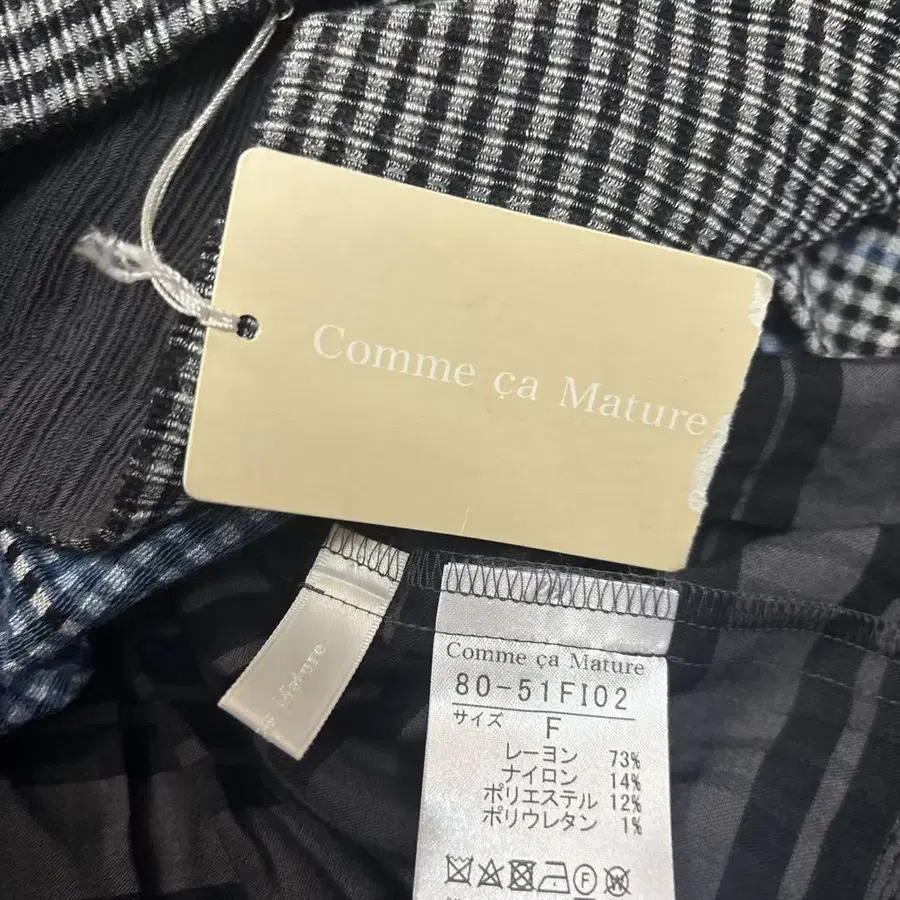 Comme ça Mature
Mature
Comme ça Mature
80-51FI02
サイズ F
レーヨン 73%
ナイロン 14%
ポリエステル 12%
ポリウレタン 1%
F